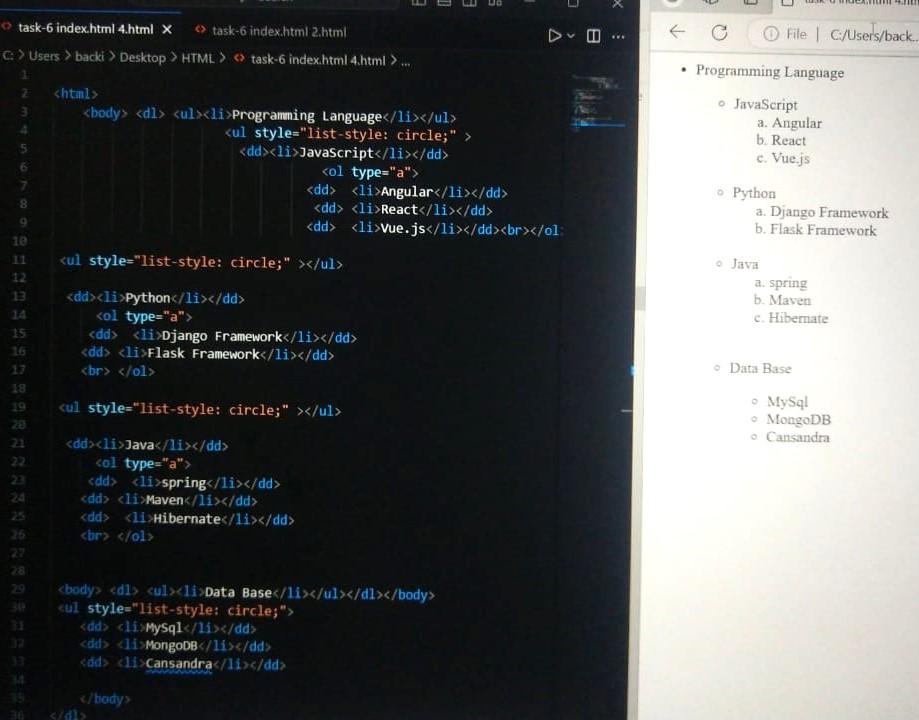 task-6 index.html 4.html
task-6 index.html 2.html
C: > Users > backi > Desktop > HTML > task-6 index.html 4.html > ...
1
2 <html>
3 <body> <dl> <ul><li>Programming Language</li></ul>
4 <ul style="list-style: circle;" >
5 <dd><li>JavaScript</li></dd>
6 <ol type="a">
7 <dd> <li>Angular</li></dd>
8 <dd> <li>React</li></dd>
9 <dd> <li>Vue.js</li></dd><br></ol>
10
11 <ul style="list-style: circle;" ></ul>
12
13 <dd><li>Python</li></dd>
14 <ol type="a">
15 <dd> <li>Django Framework</li></dd>
16 <dd> <li>Flask Framework</li></dd>
17 <br> </ol>
18
19 <ul style="list-style: circle;" ></ul>
20
21 <dd><li>Java</li></dd>
22 <ol type="a">
23 <dd> <li>spring</li></dd>
24 <dd> <li>Maven</li></dd>
25 <dd> <li>Hibernate</li></dd>
26 <br> </ol>
27
28
29 <body> <dl> <ul><li>Data Base</li></ul></dl></body>
30 <ul style="list-style: circle;">
31 <dd> <li>MySql</li></dd>
32 <dd> <li>MongoDB</li></dd>
33 <dd> <li>Cansandra</li></dd>
34
35 </body>
36 </dl>
File | C:/Users/back...
• Programming Language
◦ JavaScript
a. Angular
b. React
c. Vue.js
◦ Python
a. Django Framework
b. Flask Framework
◦ Java
a. spring
b. Maven
c. Hibernate
◦ Data Base
◦ MySql
◦ MongoDB
◦ Cansandra